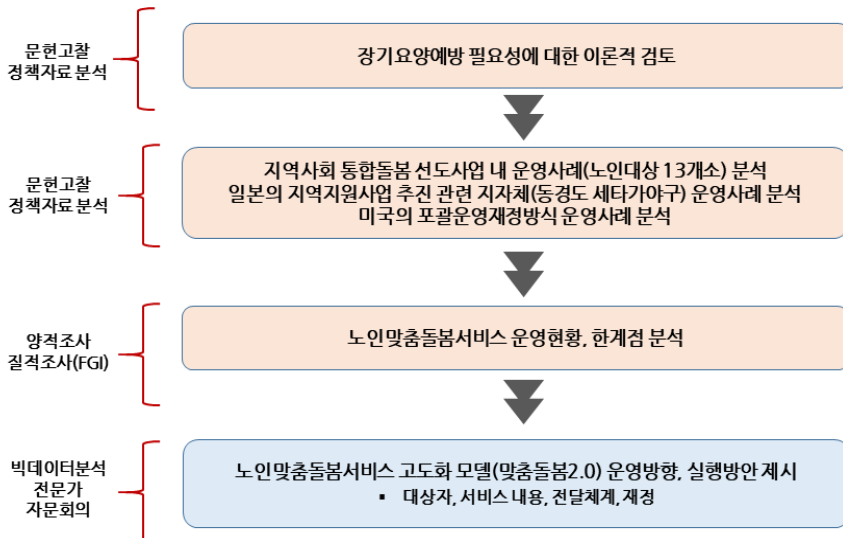 문헌고찰
정책자료 분석
장기요양예방 필요성에 대한 이론적 검토
문헌고찰
정책자료 분석
지역사회 통합돌봄 선도사업 내 운영사례(노인대상 13개소) 분석
일본의 지역지원사업 추진 관련 지자체(동경도 세타가야구) 운영사례 분석
미국의 포괄운영재정방식 운영사례 분석
양적조사
질적조사(FGI)
노인맞춤돌봄서비스 운영현황, 한계점 분석
빅데이터분석
전문가
자문회의
노인맞춤돌봄서비스 고도화 모델(맞춤돌봄2.0) 운영방향, 실행방안 제시
▪ 대상자, 서비스 내용, 전달체계, 재정